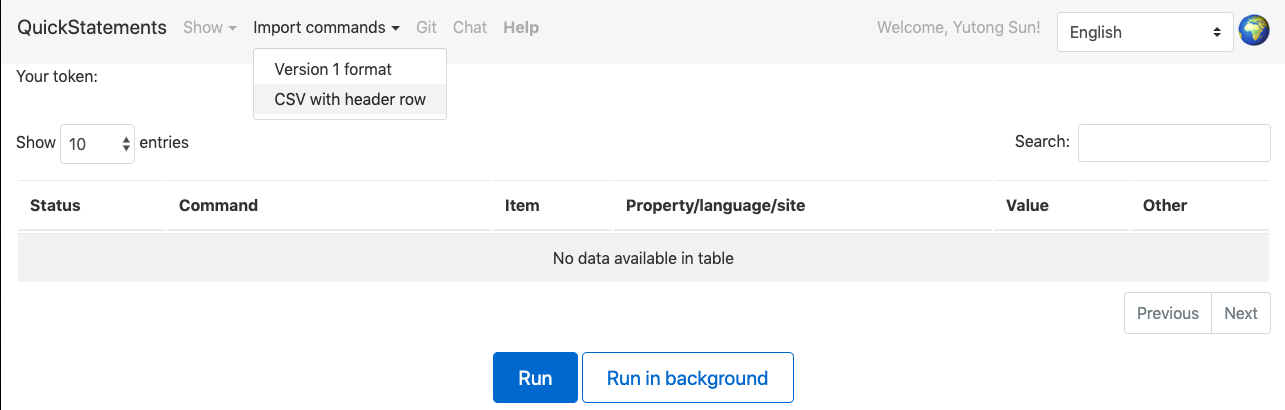 QuickStatements Show Import commands Git Chat Help Welcome, Yutong Sun! English
Version 1 format
Your token:
CSV with header row
Show 10 entries Search:
Status Command Item Property/language/site Value Other
No data available in table
Previous Next
Run Run in background